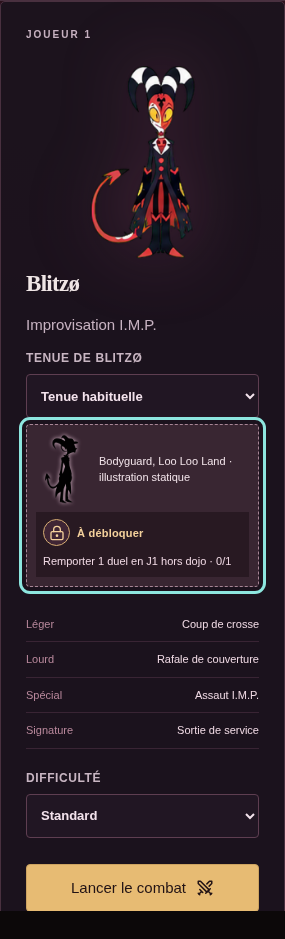 JOUEUR 1
Blitzø
Improvisation I.M.P.
TENUE DE BLITZØ
Tenue habituelle
Bodyguard, Loo Loo Land ·
illustration statique
À débloquer
Remporter 1 duel en J1 hors dojo · 0/1
Léger Coup de crosse
Lourd Rafale de couverture
Spécial Assaut I.M.P.
Signature Sortie de service
DIFFICULTÉ
Standard
Lancer le combat